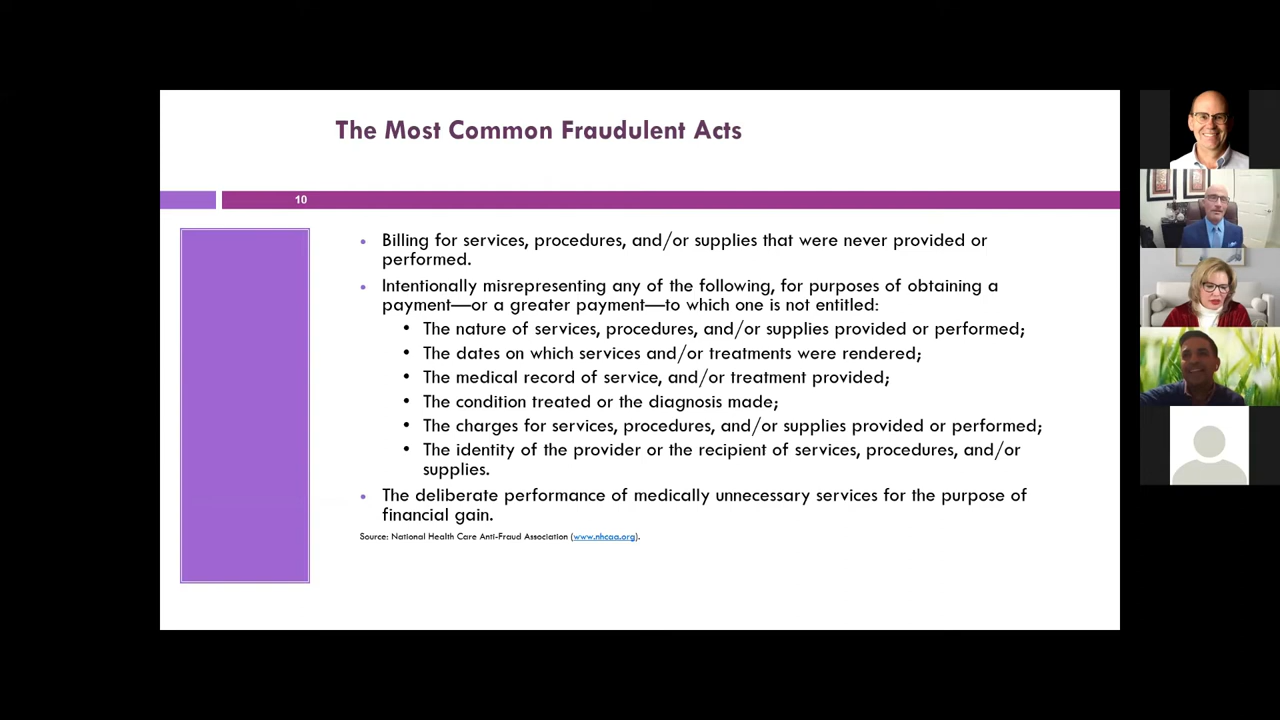 The Most Common Fraudulent Acts
10
• Billing for services, procedures, and/or supplies that were never provided or
performed.
• Intentionally misrepresenting any of the following, for purposes of obtaining a
payment—or a greater payment—to which one is not entitled:
• The nature of services, procedures, and/or supplies provided or performed;
• The dates on which services and/or treatments were rendered;
• The medical record of service, and/or treatment provided;
• The condition treated or the diagnosis made;
• The charges for services, procedures, and/or supplies provided or performed;
• The identity of the provider or the recipient of services, procedures, and/or
supplies.
• The deliberate performance of medically unnecessary services for the purpose of
financial gain.
Source: National Health Care Anti-Fraud Association (www.nhcaa.org).